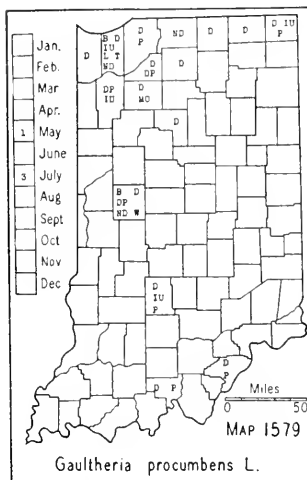 Jan.
Feb.
Mar
Apr.
1 May
June
3 July
Aug
Sept
Oct
Nov
Dec
D
B D
IU
L T
ND
D
P
ND
D
D
D IU
P
D
DP
D
DP
IU
D
MO
D
B D
DP
ND W
D
IU
P
D
P
D P
Miles
0 50
MAP 1579
Gaultheria procumbens L.